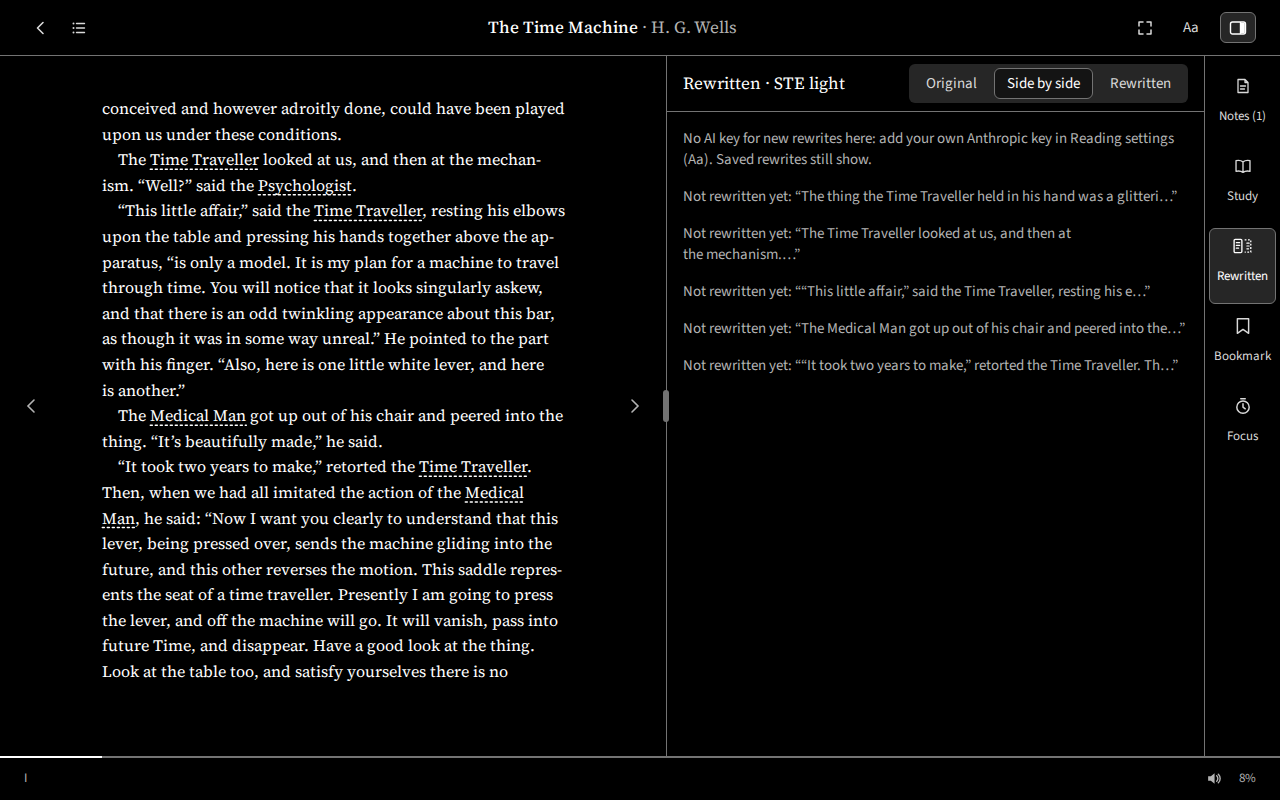 The Time Machine · H. G. Wells
Aa
conceived and however adroitly done, could have been played
upon us under these conditions.
The Time Traveller looked at us, and then at the mechan-
ism. “Well?” said the Psychologist.
“This little affair,” said the Time Traveller, resting his elbows
upon the table and pressing his hands together above the ap-
paratus, “is only a model. It is my plan for a machine to travel
through time. You will notice that it looks singularly askew,
and that there is an odd twinkling appearance about this bar,
as though it was in some way unreal.” He pointed to the part
with his finger. “Also, here is one little white lever, and here
is another.”
The Medical Man got up out of his chair and peered into the
thing. “It’s beautifully made,” he said.
“It took two years to make,” retorted the Time Traveller.
Then, when we had all imitated the action of the Medical
Man, he said: “Now I want you clearly to understand that this
lever, being pressed over, sends the machine gliding into the
future, and this other reverses the motion. This saddle repres-
ents the seat of a time traveller. Presently I am going to press
the lever, and off the machine will go. It will vanish, pass into
future Time, and disappear. Have a good look at the thing.
Look at the table too, and satisfy yourselves there is no
Rewritten · STE light
Original
Side by side
Rewritten
No AI key for new rewrites here: add your own Anthropic key in Reading settings
(Aa). Saved rewrites still show.
Not rewritten yet: “The thing the Time Traveller held in his hand was a glitteri…”
Not rewritten yet: “The Time Traveller looked at us, and then at
the mechanism.…”
Not rewritten yet: ““This little affair,” said the Time Traveller, resting his e…”
Not rewritten yet: “The Medical Man got up out of his chair and peered into the…”
Not rewritten yet: ““It took two years to make,” retorted the Time Traveller. Th…”
Notes (1)
Study
Rewritten
Bookmark
Focus
I
8%